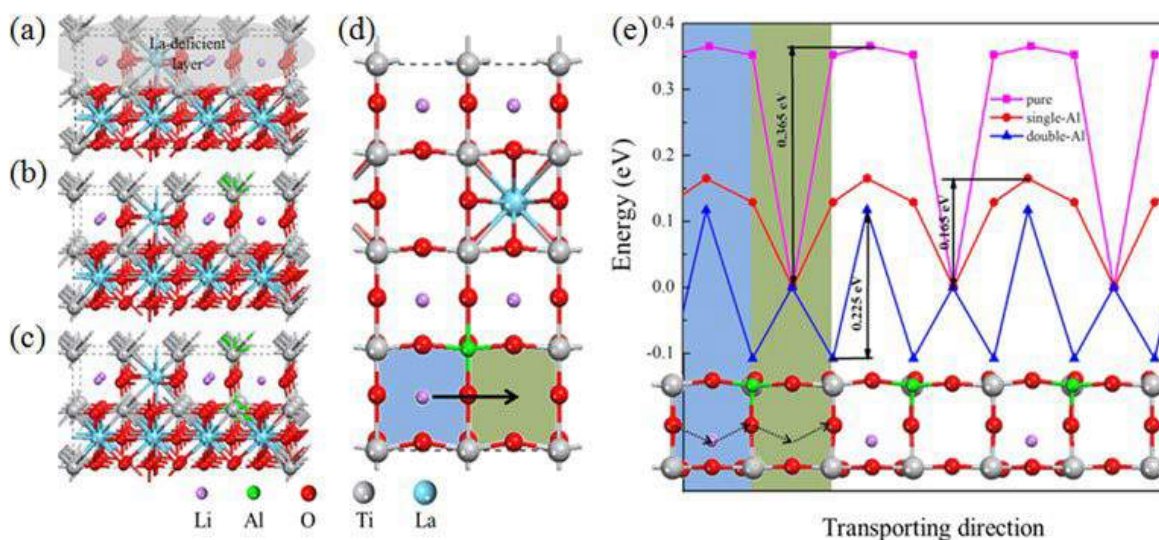 (a)
La-deficient
layer
(b)
(c)
Li
Al
O
Ti
La
(d)
(e)
Energy (eV)
0.4
0.3
0.2
0.1
0.0
-0.1
0.365 eV
0.225 eV
0.165 eV
pure
single-Al
double-Al
Transporting direction